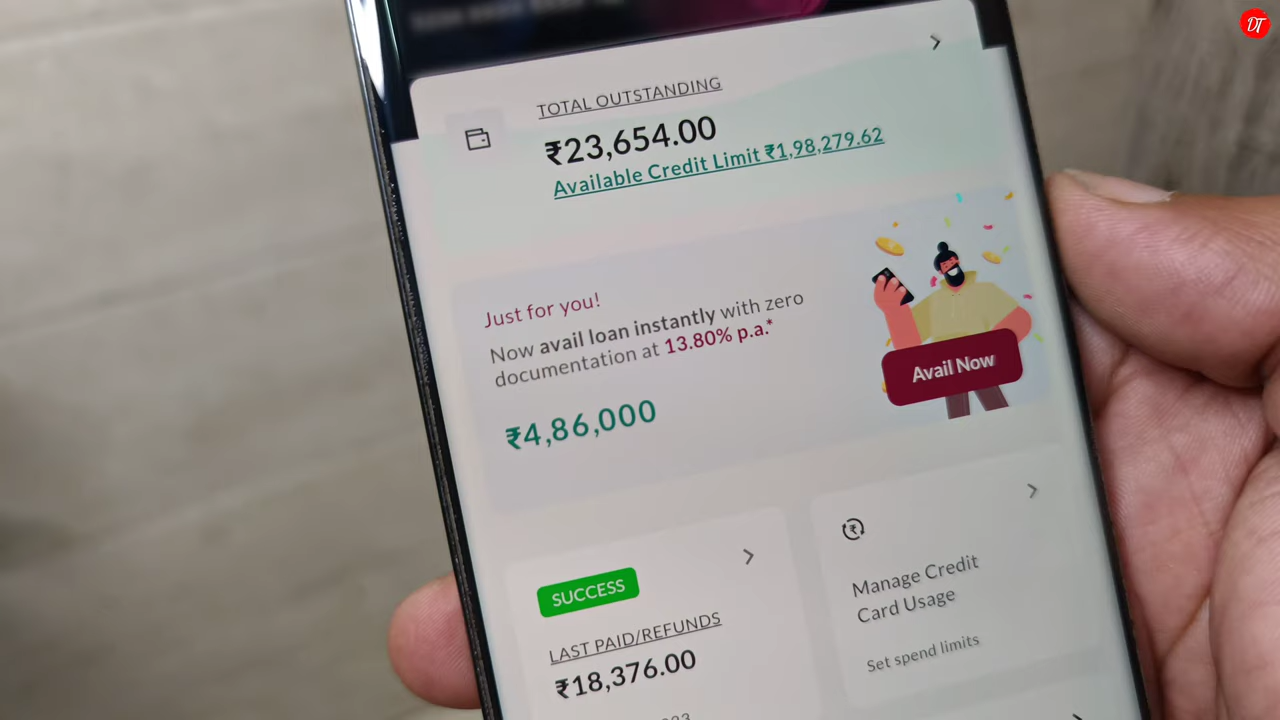 DT
TOTAL OUTSTANDING
₹23,654.00
Available Credit Limit ₹1,98,279.62
Just for you!
Now avail loan instantly with zero
documentation at 13.80% p.a.*
₹4,86,000
Avail Now
SUCCESS
LAST PAID/REFUNDS
₹18,376.00
Manage Credit
Card Usage
Set spend limits